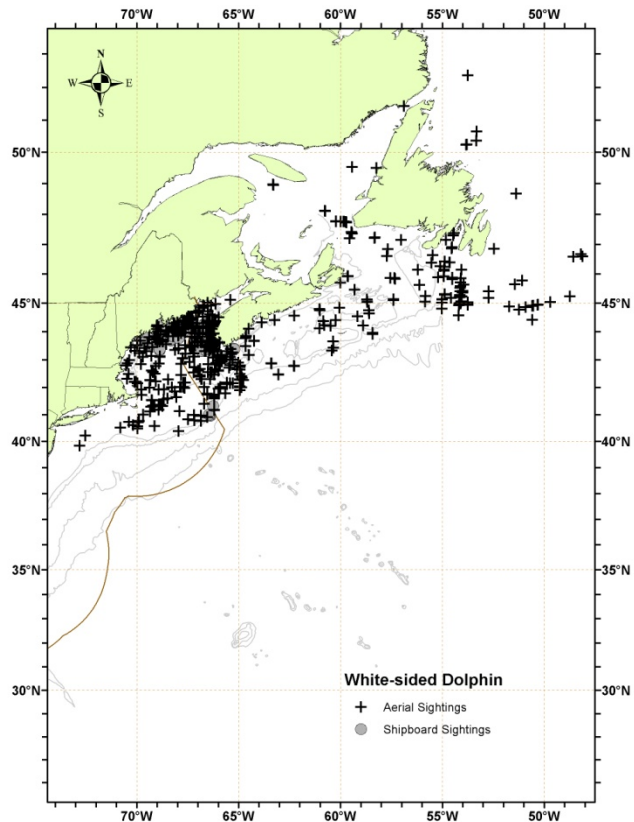 70°W 65°W 60°W 55°W 50°W
N
W E
S
50°N 50°N
45°N 45°N
40°N 40°N
35°N 35°N
30°N 30°N
White-sided Dolphin
Aerial Sightings
Shipboard Sightings
70°W 65°W 60°W 55°W 50°W